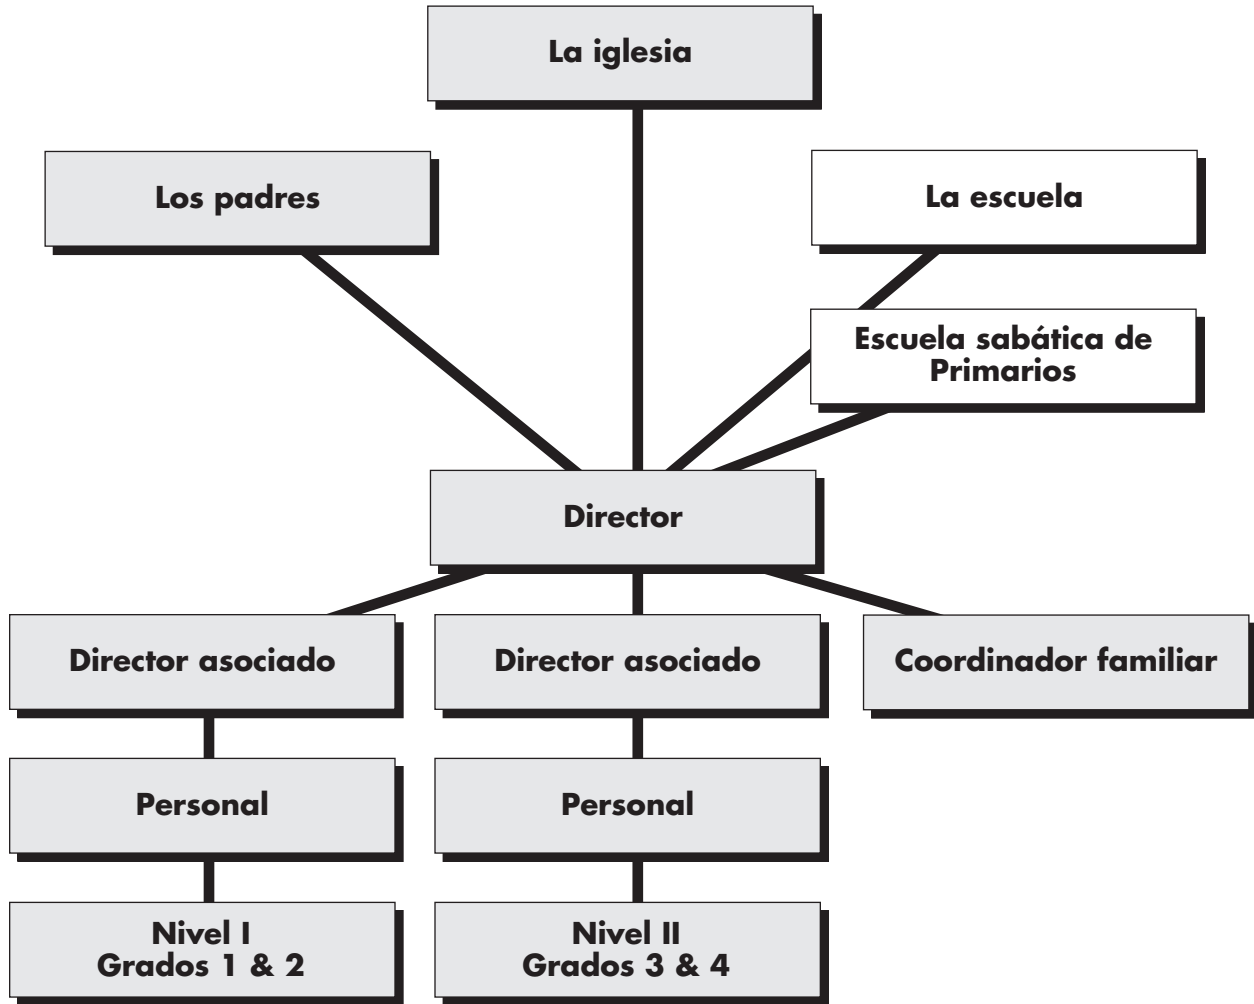 La iglesia
Los padres
La escuela
Escuela sabática de
Primarios
Director
Director asociado
Director asociado
Coordinador familiar
Personal
Personal
Nivel I
Grados 1 & 2
Nivel II
Grados 3 & 4